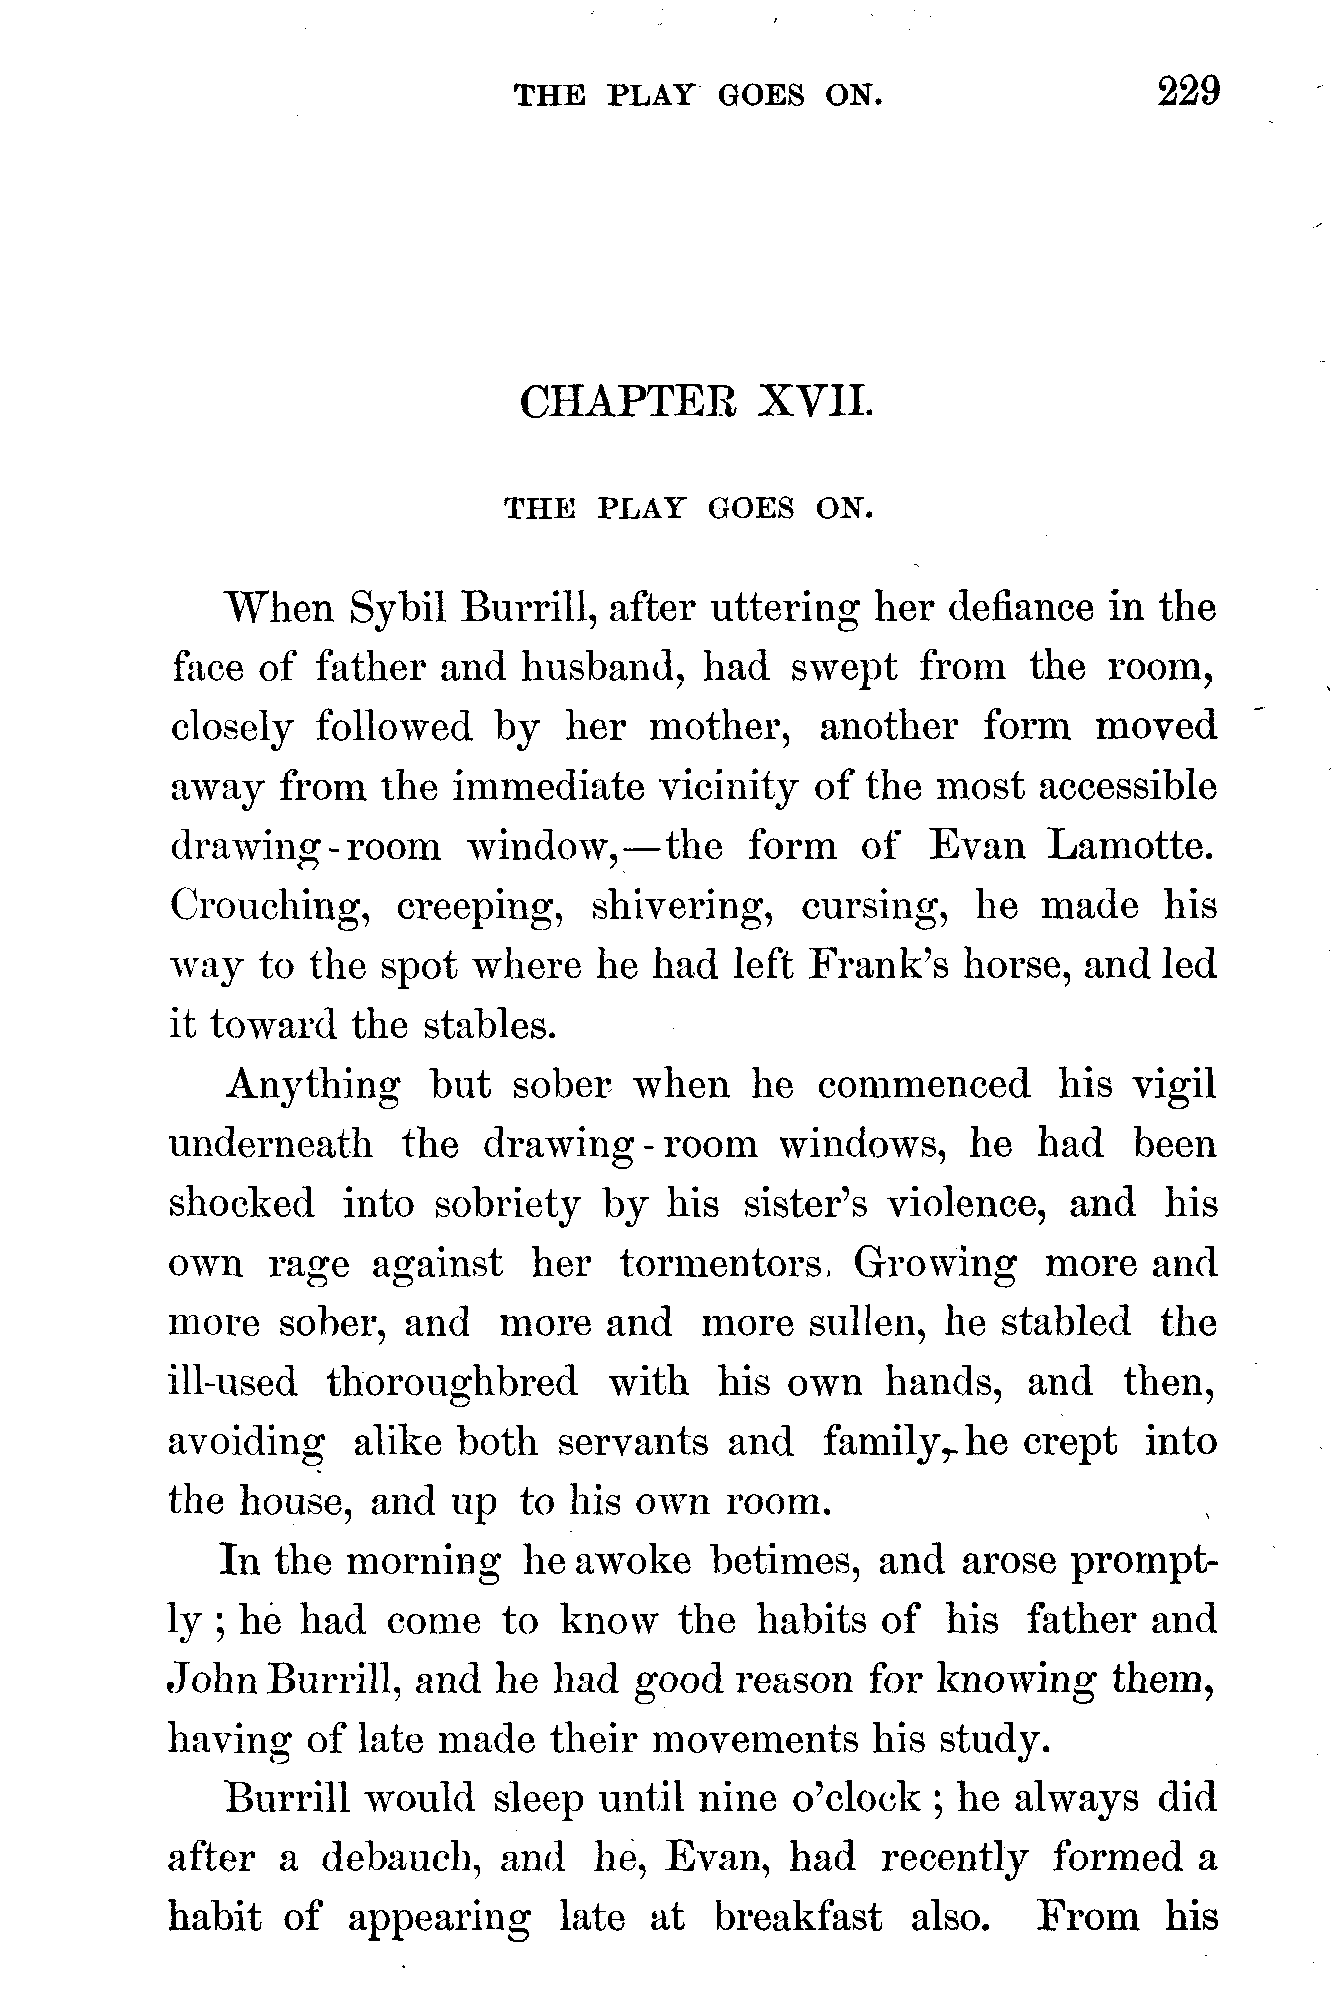 THE PLAY GOES ON. 229
CHAPTER XVII.
THE PLAY GOES ON.
When Sybil Burrill, after uttering her defiance in the
face of father and husband, had swept from the room,
closely followed by her mother, another form moved
away from the immediate vicinity of the most accessible
drawing-room window,—the form of Evan Lamotte.
Crouching, creeping, shivering, cursing, he made his
way to the spot where he had left Frank's horse, and led
it toward the stables.
Anything but sober when he commenced his vigil
underneath the drawing-room windows, he had been
shocked into sobriety by his sister's violence, and his
own rage against her tormentors. Growing more and
more sober, and more and more sullen, he stabled the
ill-used thoroughbred with his own hands, and then,
avoiding alike both servants and family, he crept into
the house, and up to his own room.
In the morning he awoke betimes, and arose prompt-
ly ; he had come to know the habits of his father and
John Burrill, and he had good reason for knowing them,
having of late made their movements his study.
Burrill would sleep until nine o'clock ; he always did
after a debauch, and he, Evan, had recently formed a
habit of appearing late at breakfast also. From his